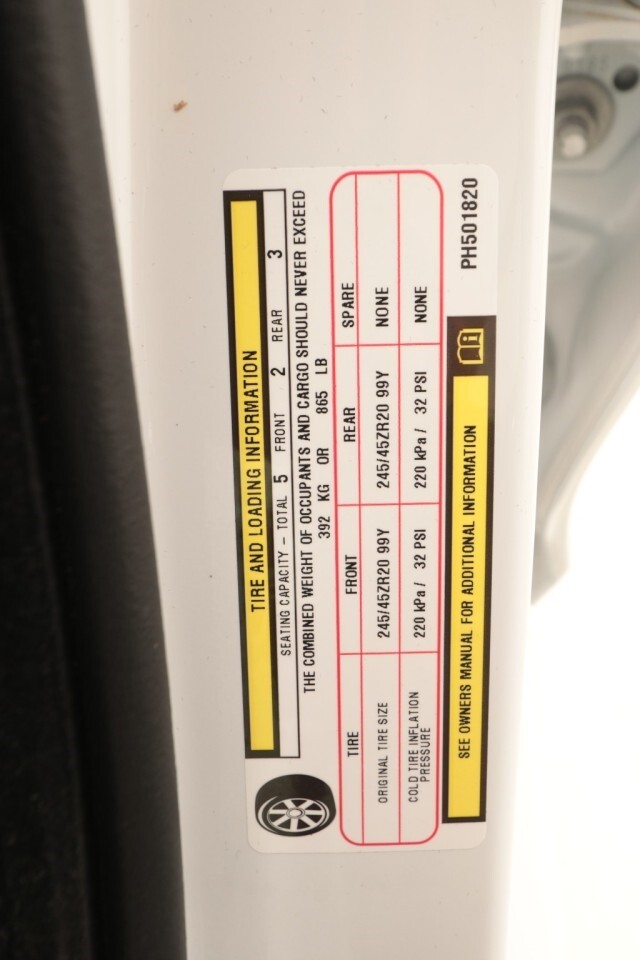 TIRE AND LOADING INFORMATION
SEATING CAPACITY – TOTAL 5 FRONT 2 REAR 3
THE COMBINED WEIGHT OF OCCUPANTS AND CARGO SHOULD NEVER EXCEED
392 KG OR 865 LB
TIRE FRONT REAR SPARE
ORIGINAL TIRE SIZE 245/45ZR20 99Y 245/45ZR20 99Y NONE
COLD TIRE INFLATION
PRESSURE 220 kPa / 32 PSI 220 kPa / 32 PSI NONE
SEE OWNERS MANUAL FOR ADDITIONAL INFORMATION
PH501820